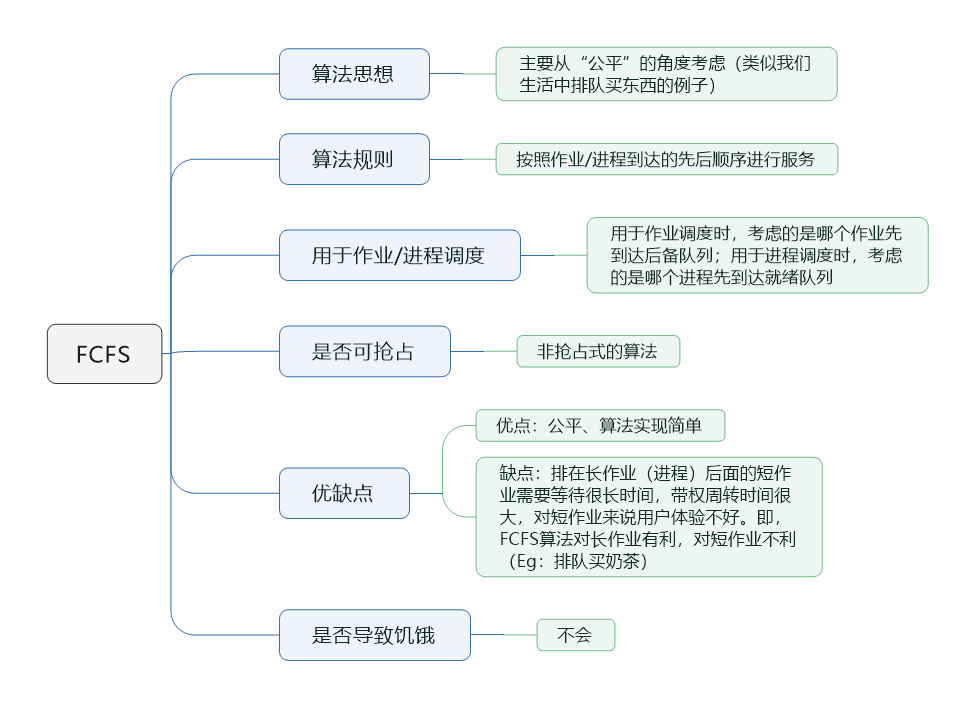 FCFS
算法思想
主要从“公平”的角度考虑（类似我们
生活中排队买东西的例子）
算法规则
按照作业/进程到达的先后顺序进行服务
用于作业/进程调度
用于作业调度时，考虑的是哪个作业先
到达后备队列；用于进程调度时，考虑
的是哪个进程先到达就绪队列
是否可抢占
非抢占式的算法
优缺点
优点：公平、算法实现简单
缺点：排在长作业（进程）后面的短作
业需要等待很长时间，带权周转时间很
大，对短作业来说用户体验不好。即，
FCFS算法对长作业有利，对短作业不利
（Eg：排队买奶茶）
是否导致饥饿
不会